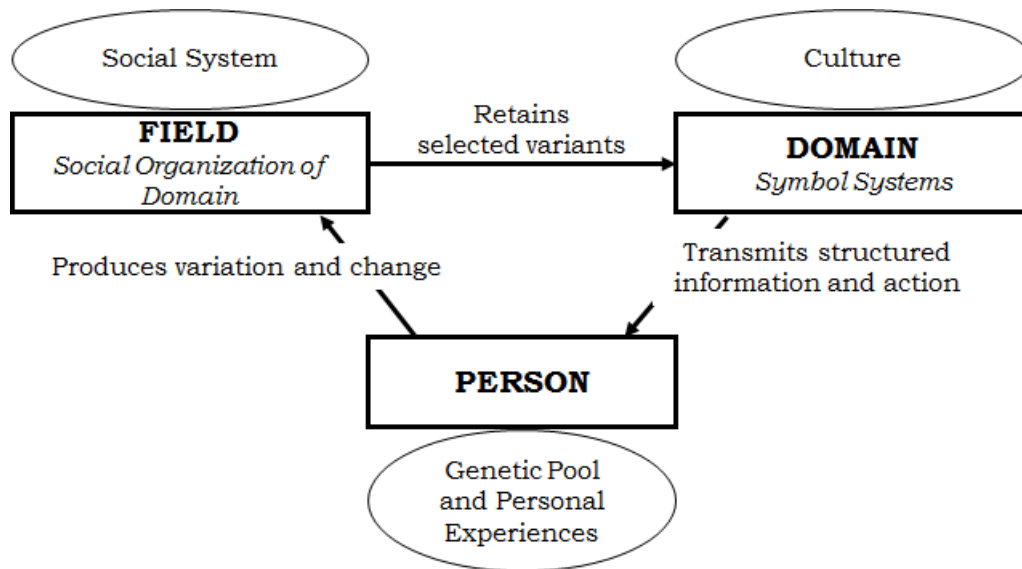 Social System
Culture
FIELD
Social Organization of
Domain
Retains
selected variants
DOMAIN
Symbol Systems
Produces variation and change
Transmits structured
information and action
PERSON
Genetic Pool
and Personal
Experiences